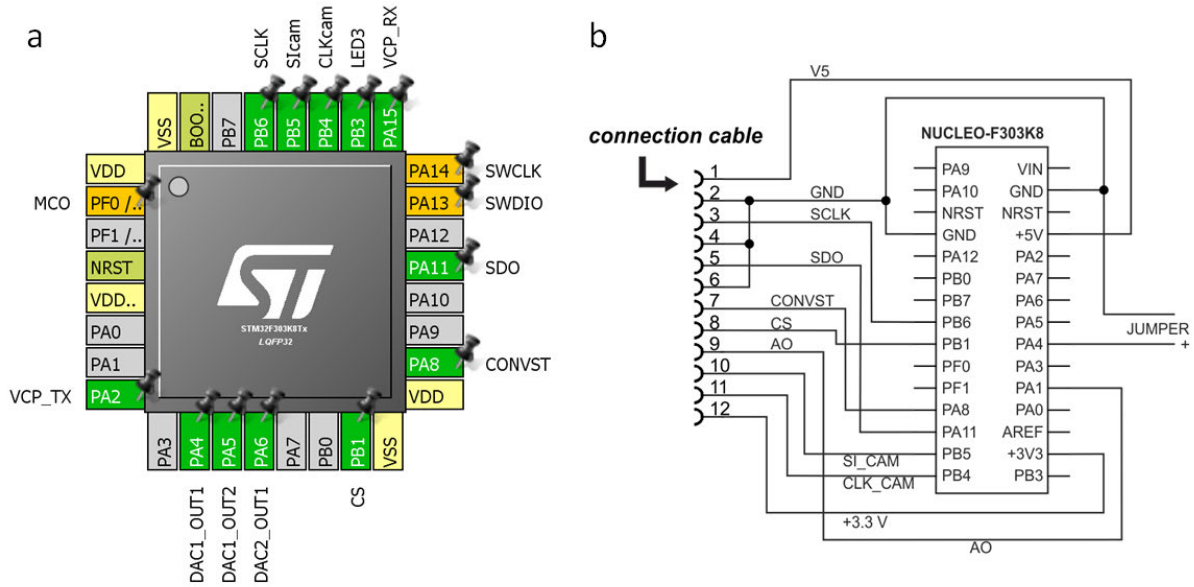 a
SCLK
SIcam
CLKcam
LED3
VCP_RX
VSS
BOO..
PB7
PB6
PB5
PB4
PB3
PA15
VDD
MCO
PF0 /..
PF1 /..
NRST
VDD..
PA0
PA1
VCP_TX
PA2
PA14
SWCLK
PA13
SWDIO
PA12
PA11
SDO
PA10
PA9
PA8
CONVST
VDD
ST
STM32F303K8Tx
LQFP32
PA3
PA4
PA5
PA6
PA7
PB0
PB1
VSS
DAC1_OUT1
DAC1_OUT2
DAC2_OUT1
CS
b
V5
connection cable
NUCLEO-F303K8
1
2
3
4
5
6
7
8
9
10
11
12
GND
SCLK
SDO
CONVST
CS
AO
SI_CAM
CLK_CAM
+3.3 V
AO
PA9
PA10
NRST
GND
PA12
PB0
PB7
PB6
PB1
PF0
PF1
PA8
PA11
PB5
PB4
VIN
GND
NRST
+5V
PA2
PA7
PA6
PA5
PA4
PA3
PA1
PA0
AREF
+3V3
PB3
JUMPER
+